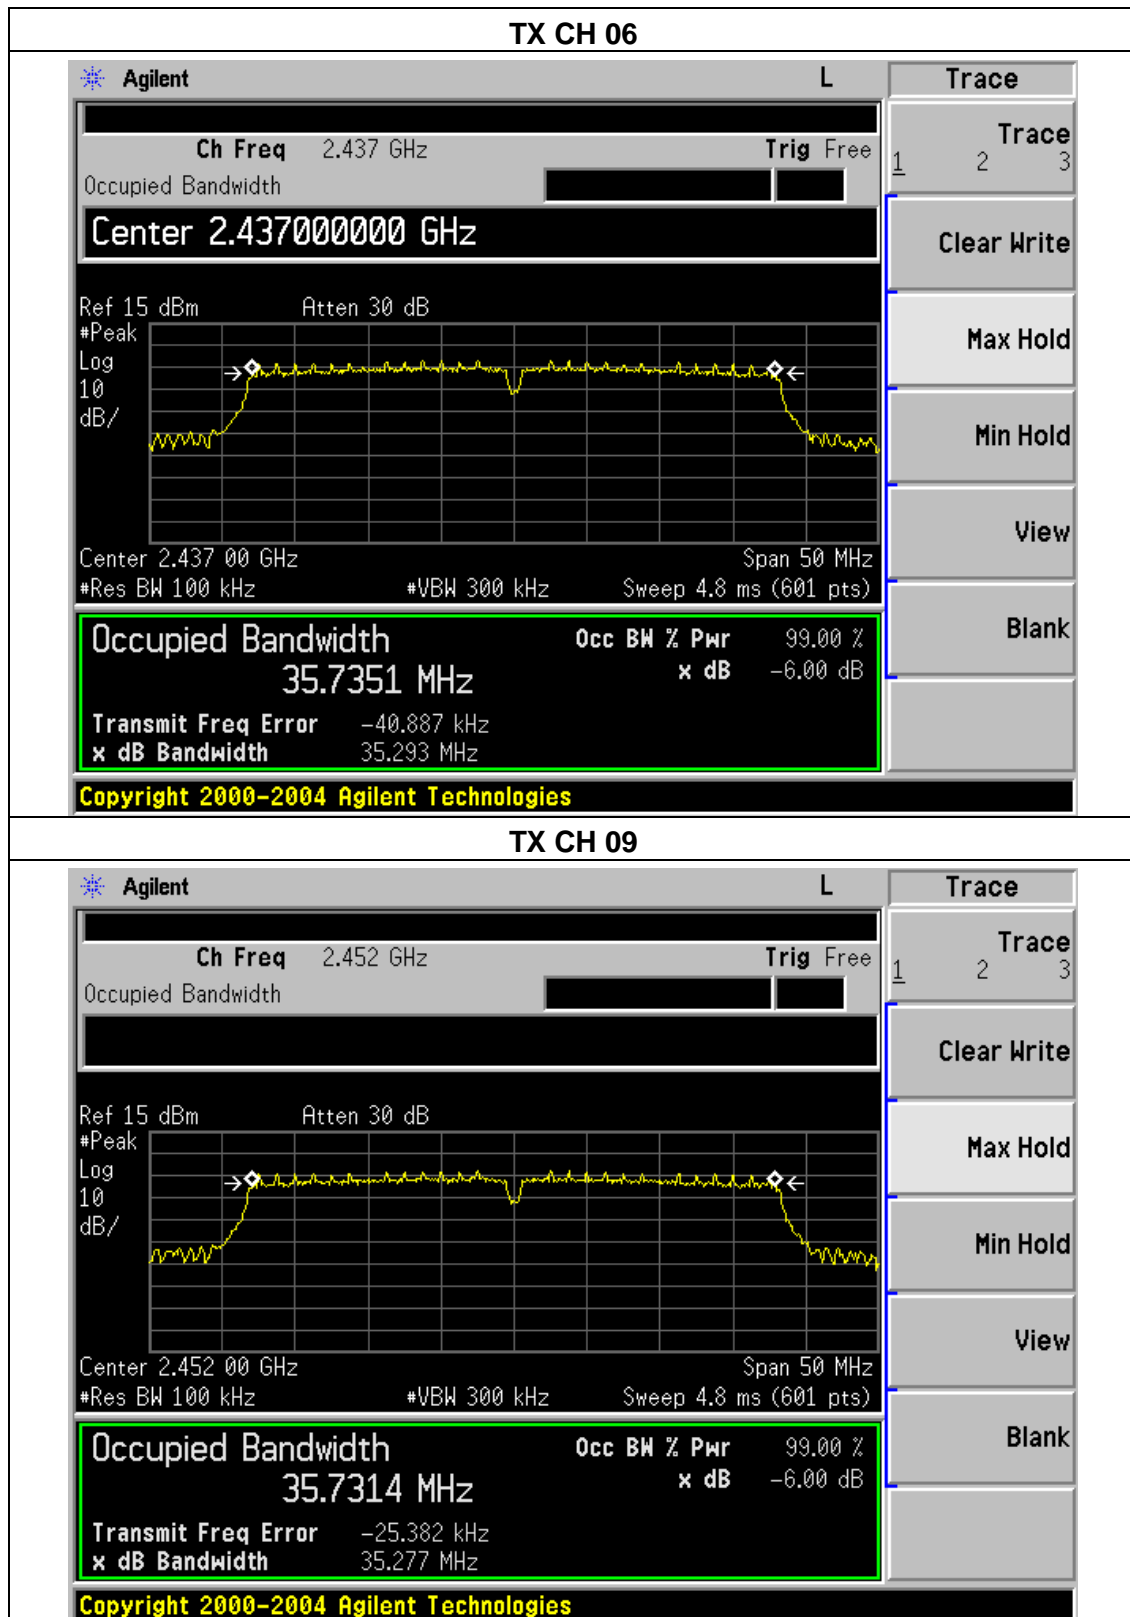 TX CH 06
Agilent L Trace
Ch Freq 2.437 GHz Trig Free
Occupied Bandwidth
Center 2.437000000 GHz
Ref 15 dBm Atten 30 dB
#Peak
Log
10
dB/
Center 2.437 00 GHz Span 50 MHz
#Res BW 100 kHz #VBW 300 kHz Sweep 4.8 ms (601 pts)
Occupied Bandwidth Occ BW % Pwr 99.00 %
35.7351 MHz x dB -6.00 dB
Transmit Freq Error -40.887 kHz
x dB Bandwidth 35.293 MHz
Copyright 2000-2004 Agilent Technologies
Trace
1 2 3
Clear Write
Max Hold
Min Hold
View
Blank
TX CH 09
Agilent L Trace
Ch Freq 2.452 GHz Trig Free
Occupied Bandwidth
Ref 15 dBm Atten 30 dB
#Peak
Log
10
dB/
Center 2.452 00 GHz Span 50 MHz
#Res BW 100 kHz #VBW 300 kHz Sweep 4.8 ms (601 pts)
Occupied Bandwidth Occ BW % Pwr 99.00 %
35.7314 MHz x dB -6.00 dB
Transmit Freq Error -25.382 kHz
x dB Bandwidth 35.277 MHz
Copyright 2000-2004 Agilent Technologies
Trace
1 2 3
Clear Write
Max Hold
Min Hold
View
Blank